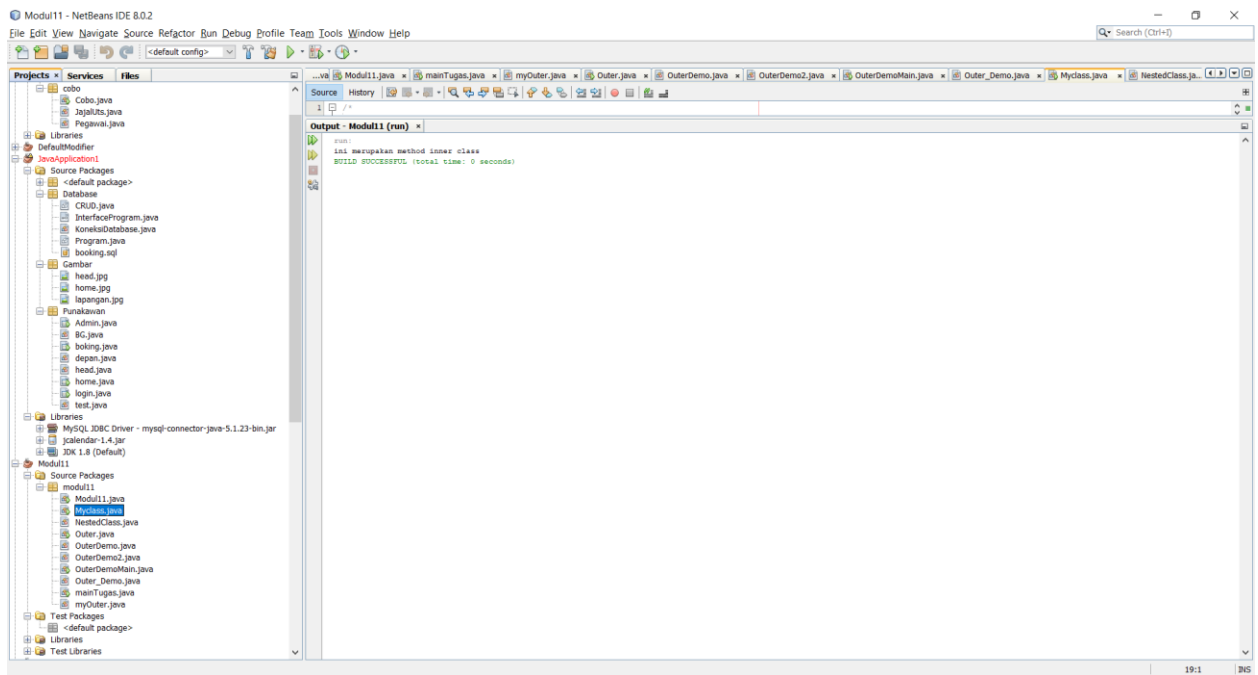 Modul11 - NetBeans IDE 8.0.2
File Edit View Navigate Source Refactor Run Debug Profile Team Tools Window Help
Search (Ctrl+I)
<default config>
Projects Services Files
...va Modul11.java mainTugas.java myOuter.java Outer.java OuterDemo.java OuterDemo2.java OuterDemoMain.java Outer_Demo.java Myclass.java NestedClass.ja...
Source History
1 /*
Output - Modul11 (run)
run:
ini merupakan method inner class
BUILD SUCCESSFUL (total time: 0 seconds)
cobo
Cobo.java
JajalUts.java
Pegawai.java
Libraries
DefaultModifier
JavaApplication1
Source Packages
<default package>
Database
CRUD.java
InterfaceProgram.java
KoneksiDatabase.java
Program.java
booking.sql
Gambar
head.jpg
home.jpg
lapangan.jpg
Punakawan
Admin.java
BG.java
boking.java
depan.java
head.java
home.java
login.java
test.java
Libraries
MySQL JDBC Driver - mysql-connector-java-5.1.23-bin.jar
jcalendar-1.4.jar
JDK 1.8 (Default)
Modul11
Source Packages
modul11
Modul11.java
Myclass.java
NestedClass.java
Outer.java
OuterDemo.java
OuterDemo2.java
OuterDemoMain.java
Outer_Demo.java
mainTugas.java
myOuter.java
Test Packages
<default package>
Libraries
Test Libraries
19:1 INS